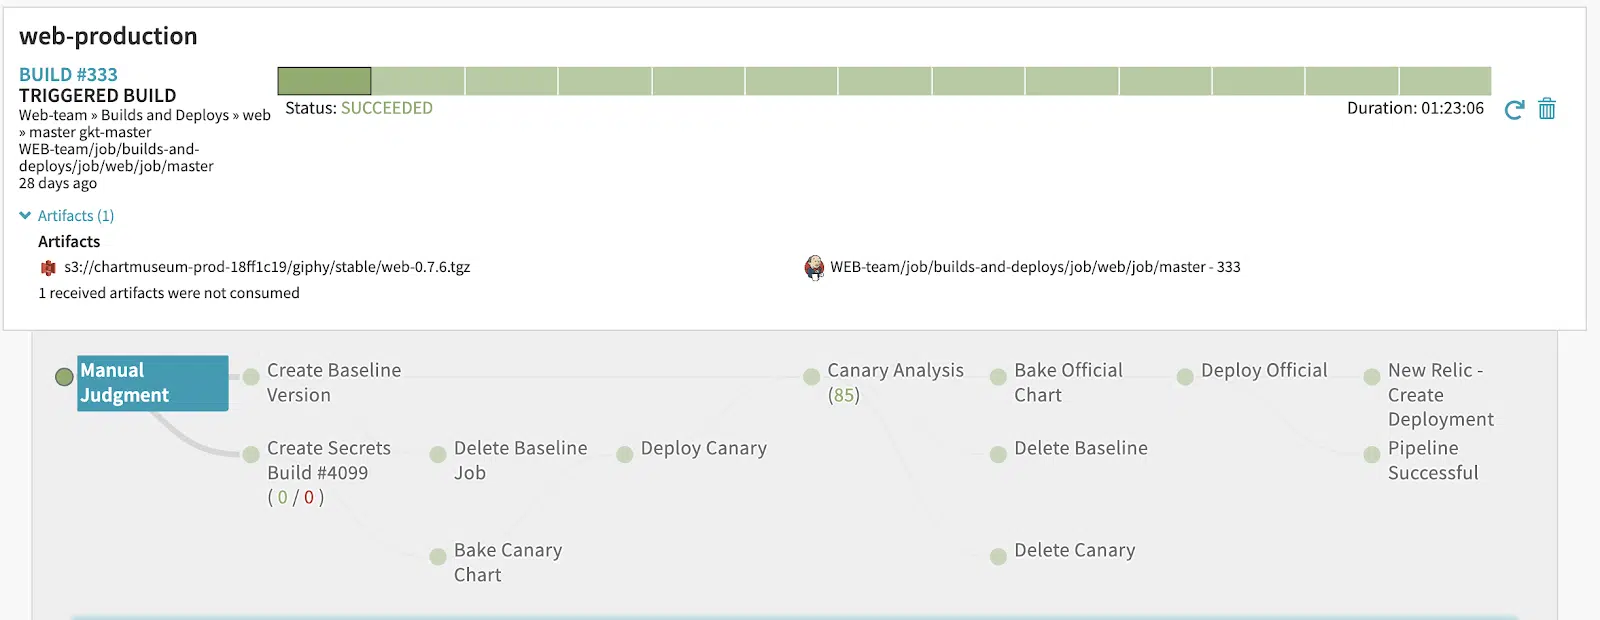 web-production
BUILD #333
TRIGGERED BUILD
Web-team » Builds and Deploys » web
» master gkt-master
WEB-team/job/builds-and-
deploys/job/web/job/master
28 days ago
Status: SUCCEEDED
Duration: 01:23:06
Artifacts (1)
Artifacts
s3://chartmuseum-prod-18ff1c19/giphy/stable/web-0.7.6.tgz
WEB-team/job/builds-and-deploys/job/web/job/master - 333
1 received artifacts were not consumed
Manual
Judgment
Create Baseline
Version
Canary Analysis
(85)
Bake Official
Chart
Deploy Official
New Relic -
Create
Deployment
Create Secrets
Build #4099
( 0 / 0 )
Delete Baseline
Job
Deploy Canary
Delete Baseline
Pipeline
Successful
Bake Canary
Chart
Delete Canary